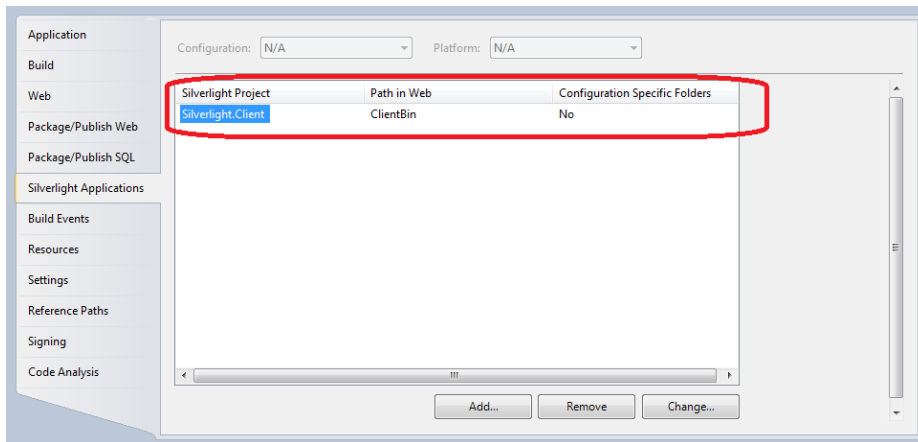 Application
Build
Web
Package/Publish Web
Package/Publish SQL
Silverlight Applications
Build Events
Resources
Settings
Reference Paths
Signing
Code Analysis
Configuration: N/A Platform: N/A
Silverlight Project Path in Web Configuration Specific Folders
Silverlight.Client ClientBin No
Add... Remove Change...